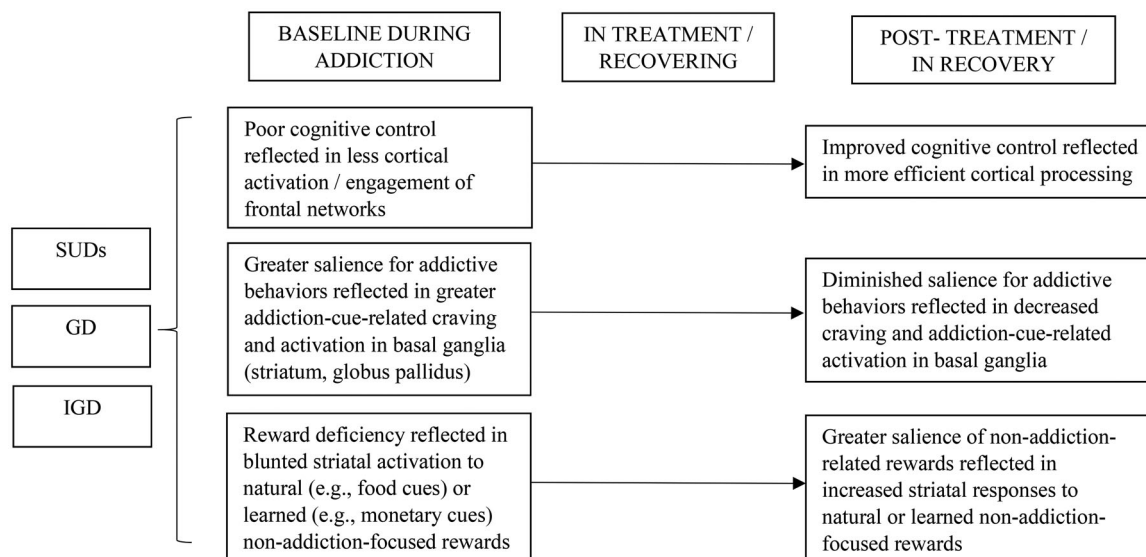 BASELINE DURING
ADDICTION
IN TREATMENT /
RECOVERING
POST- TREATMENT /
IN RECOVERY
SUDs
GD
IGD
Poor cognitive control
reflected in less cortical
activation / engagement of
frontal networks
Improved cognitive control reflected
in more efficient cortical processing
Greater salience for addictive
behaviors reflected in greater
addiction-cue-related craving
and activation in basal ganglia
(striatum, globus pallidus)
Diminished salience for addictive
behaviors reflected in decreased
craving and addiction-cue-related
activation in basal ganglia
Reward deficiency reflected in
blunted striatal activation to
natural (e.g., food cues) or
learned (e.g., monetary cues)
non-addiction-focused rewards
Greater salience of non-addiction-
related rewards reflected in
increased striatal responses to
natural or learned non-addiction-
focused rewards